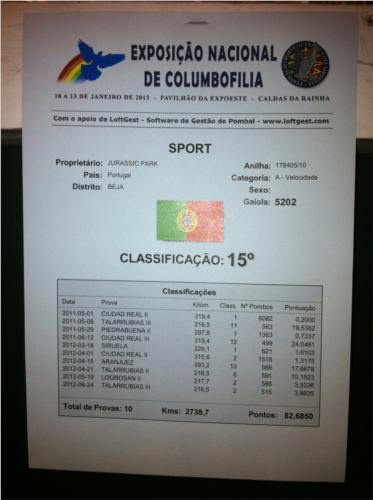 EXPOSIÇÃO NACIONAL
DE COLUMBOFILIA
10 A 13 DE JANEIRO DE 2013 - PAVILHÃO DA EXPOESTE - CALDAS DA RAINHA
Com o apoio de LoftGest - Software de Gestão de Pombal - www.loftgest.com
SPORT
Proprietário: JURASSIC PARK Anilha: 178405/10
País: Portugal Categoria: A - Velocidade
Distrito: BEJA Sexo:
Gaiola: 5202
CLASSIFICAÇÃO: 15º
Classificações
Data Prova Kilóm. Class. Nº Pombos Pontuação
2011-05-01 CIUDAD REAL II 319,4 1 6082 0,2000
2011-05-08 TALARRUBIAS III 216,5 11 563 19,5382
2011-05-29 PIEDRABUENA II 297,8 1 1363 0,7337
2011-06-12 CIUDAD REAL III 319,4 12 499 24,0481
2012-03-18 SIRUELA 226,1 1 621 1,6103
2012-04-01 CIUDAD REAL II 315,6 2 1518 1,3175
2012-04-15 ARANJUEZ 393,2 10 566 17,6678
2012-04-21 TALARRUBIAS II 216,5 6 591 10,1523
2012-05-19 LOGROSAN II 217,7 2 566 3,5336
2012-06-24 TALARRUBIAS III 216,5 2 515 3,8835
Total de Provas: 10 Kms: 2738,7 Pontos: 82,6850